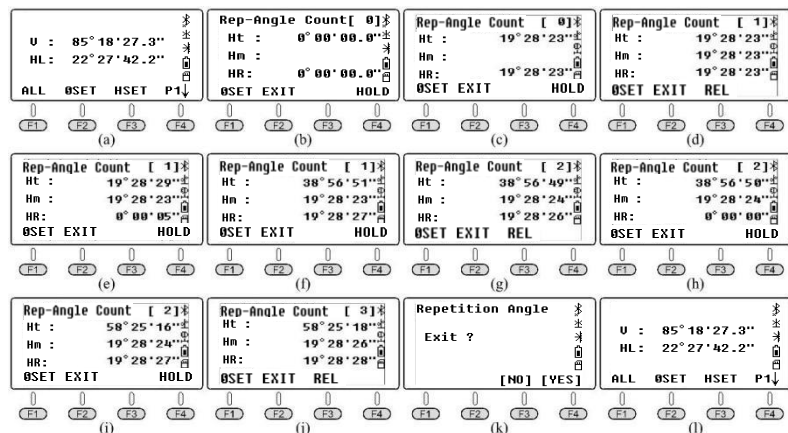 V : 85°18'27.3"
HL: 22°27'42.2"
ALL 0SET HSET P1↓
F1 F2 F3 F4
(a)
Rep-Angle Count[ 0]
Ht : 0°00'00.0"
Hm :
HR: 0°00'00.0"
0SET EXIT HOLD
F1 F2 F3 F4
(b)
Rep-Angle Count [ 0]
Ht : 19°28'23"
Hm :
HR: 19°28'23"
0SET EXIT HOLD
F1 F2 F3 F4
(c)
Rep-Angle Count [ 1]
Ht : 19°28'23"
Hm : 19°28'23"
HR: 19°28'23"
0SET EXIT REL
F1 F2 F3 F4
(d)
Rep-Angle Count [ 1]
Ht : 19°28'29"
Hm : 19°28'23"
HR: 0°00'05"
0SET EXIT HOLD
F1 F2 F3 F4
(e)
Rep-Angle Count [ 1]
Ht : 38°56'51"
Hm : 19°28'23"
HR: 19°28'27"
0SET EXIT HOLD
F1 F2 F3 F4
(f)
Rep-Angle Count [ 2]
Ht : 38°56'49"
Hm : 19°28'24"
HR: 19°28'26"
0SET EXIT REL
F1 F2 F3 F4
(g)
Rep-Angle Count [ 2]
Ht : 38°56'50"
Hm : 19°28'24"
HR: 0°00'00"
0SET EXIT HOLD
F1 F2 F3 F4
(h)
Rep-Angle Count [ 2]
Ht : 58°25'16"
Hm : 19°28'24"
HR: 19°28'27"
0SET EXIT HOLD
F1 F2 F3 F4
(i)
Rep-Angle Count [ 3]
Ht : 58°25'18"
Hm : 19°28'26"
HR: 19°28'28"
0SET EXIT REL
F1 F2 F3 F4
(j)
Repetition Angle
Exit ?
[NO] [YES]
F1 F2 F3 F4
(k)
V : 85°18'27.3"
HL: 22°27'42.2"
ALL 0SET HSET P1↓
F1 F2 F3 F4
(l)